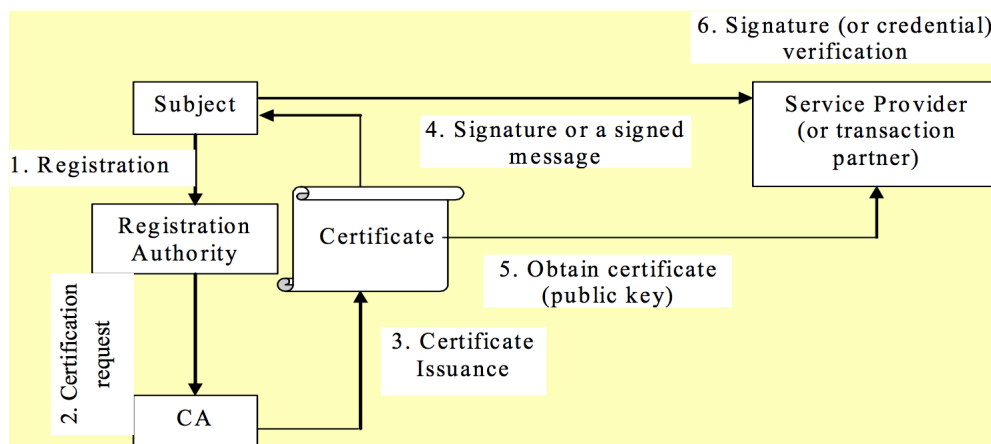 6. Signature (or credential)
verification
Subject
Service Provider
(or transaction
partner)
4. Signature or a signed
message
1. Registration
Registration
Authority
Certificate
5. Obtain certificate
(public key)
2. Certification
request
3. Certificate
Issuance
CA